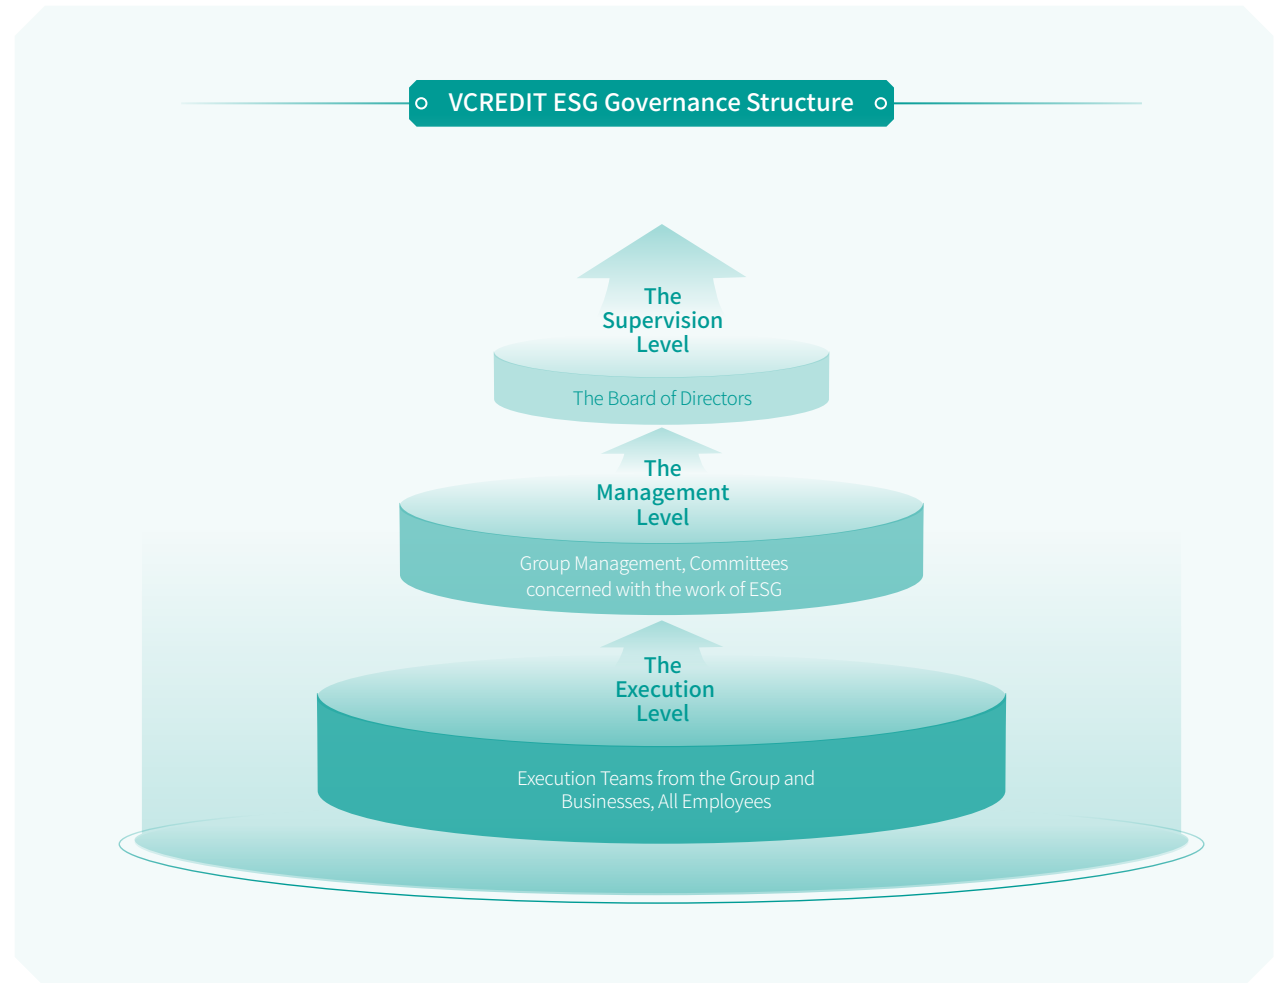 VCREDIT ESG Governance Structure
The
Supervision
Level
The Board of Directors
The
Management
Level
Group Management, Committees
concerned with the work of ESG
The
Execution
Level
Execution Teams from the Group and
Businesses, All Employees